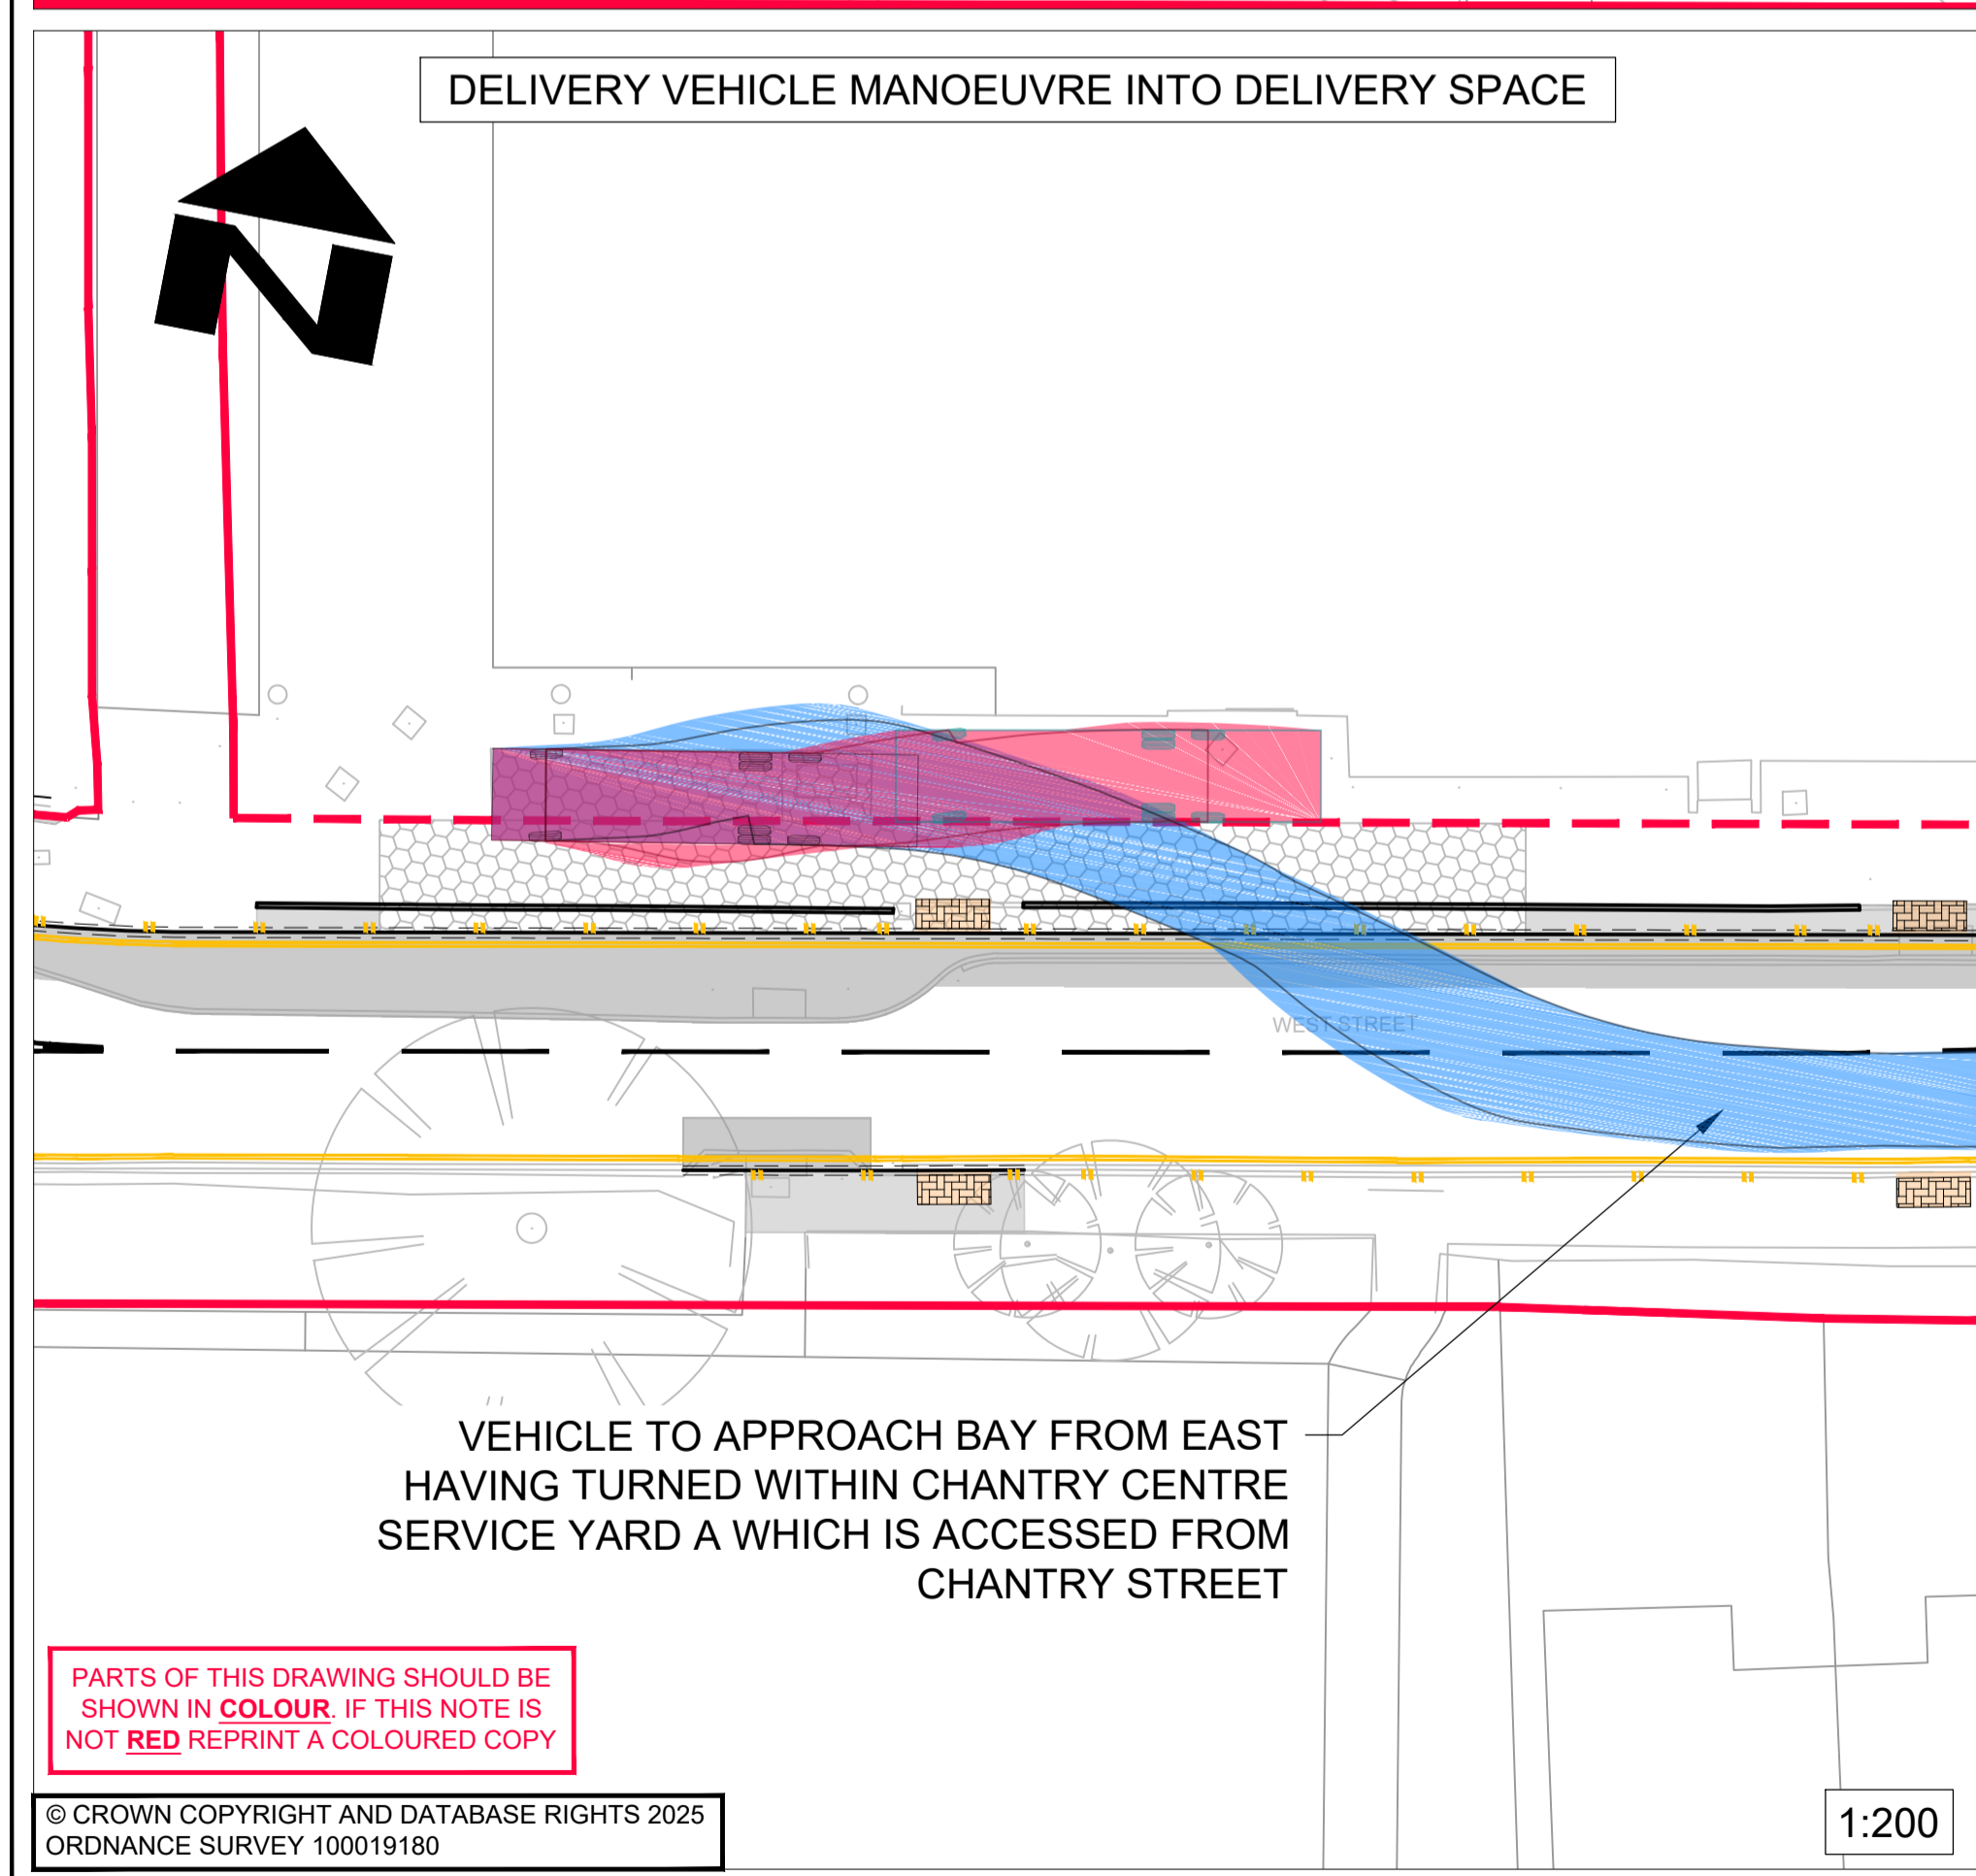 DELIVERY VEHICLE MANOEUVRE INTO DELIVERY SPACE
N
WEST STREET
VEHICLE TO APPROACH BAY FROM EAST
HAVING TURNED WITHIN CHANTRY CENTRE
SERVICE YARD A WHICH IS ACCESSED FROM
CHANTRY STREET
PARTS OF THIS DRAWING SHOULD BE
SHOWN IN COLOUR. IF THIS NOTE IS
NOT RED REPRINT A COLOURED COPY
© CROWN COPYRIGHT AND DATABASE RIGHTS 2025
ORDNANCE SURVEY 100019180
1:200